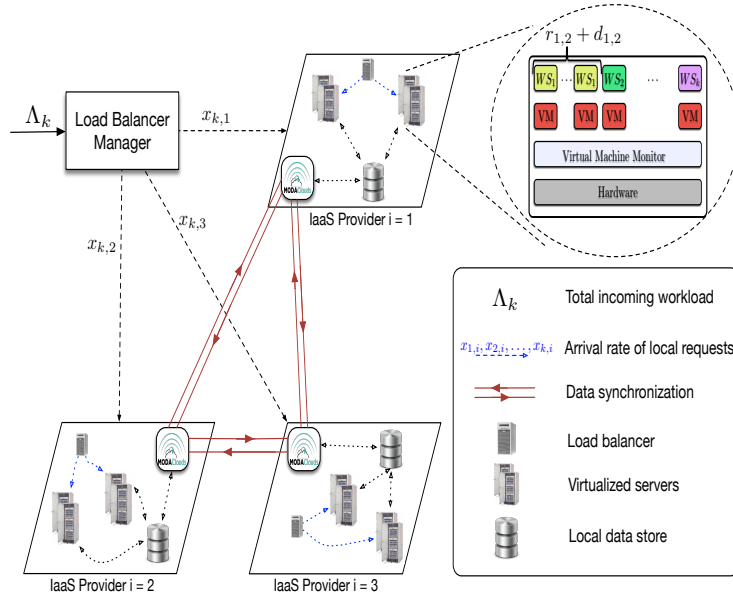 r_{1,2} + d_{1,2}
WS_1 ... WS_1 WS_2 ... WS_k
VM VM VM VM
Virtual Machine Monitor
Hardware
Λ_k
Load Balancer
Manager
x_{k,1}
x_{k,2}
x_{k,3}
MODAClouds
IaaS Provider i = 1
MODAClouds
MODAClouds
IaaS Provider i = 2
IaaS Provider i = 3
Λ_k Total incoming workload
x_{1,i}, x_{2,i}, ..., x_{k,i} Arrival rate of local requests
Data synchronization
Load balancer
Virtualized servers
Local data store